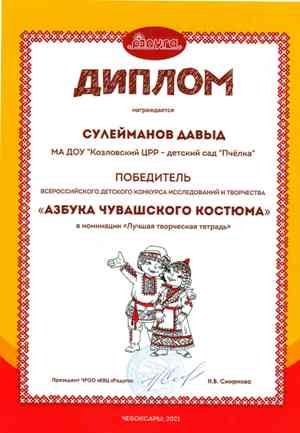 Радуга
ДИПЛОМ
награждается
СУЛЕЙМАНОВ ДАВЫД
МА ДОУ "Козловский ЦРР - детский сад "Пчёлка"
ПОБЕДИТЕЛЬ
ВСЕРОССИЙСКОГО ДЕТСКОГО КОНКУРСА ИССЛЕДОВАНИЙ И ТВОРЧЕСТВА
«АЗБУКА ЧУВАШСКОГО КОСТЮМА»
в номинации «Лучшая творческая тетрадь»
Президент ЧРОО «КВЦ «Радуга» Н.В. Смирнова
ЧЕБОКСАРЫ, 2021